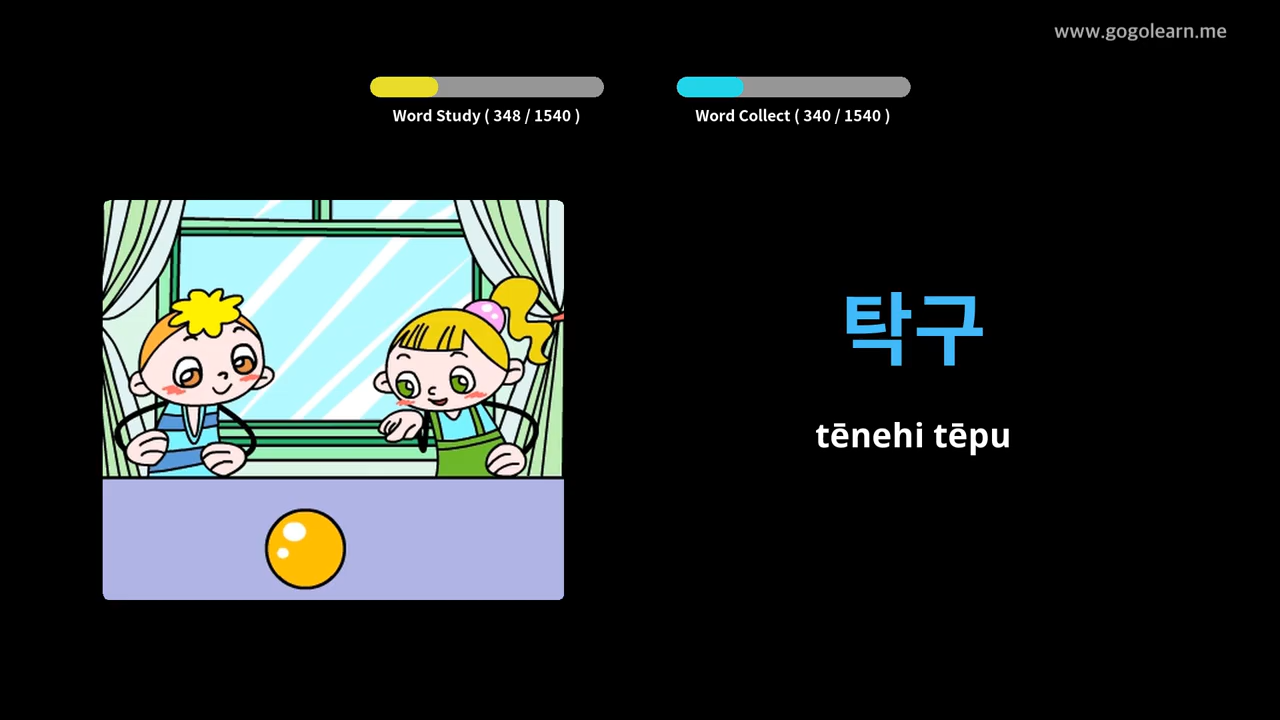 www.gogolearn.me
Word Study ( 348 / 1540 )
Word Collect ( 340 / 1540 )
탁구
tēnehi tēpu